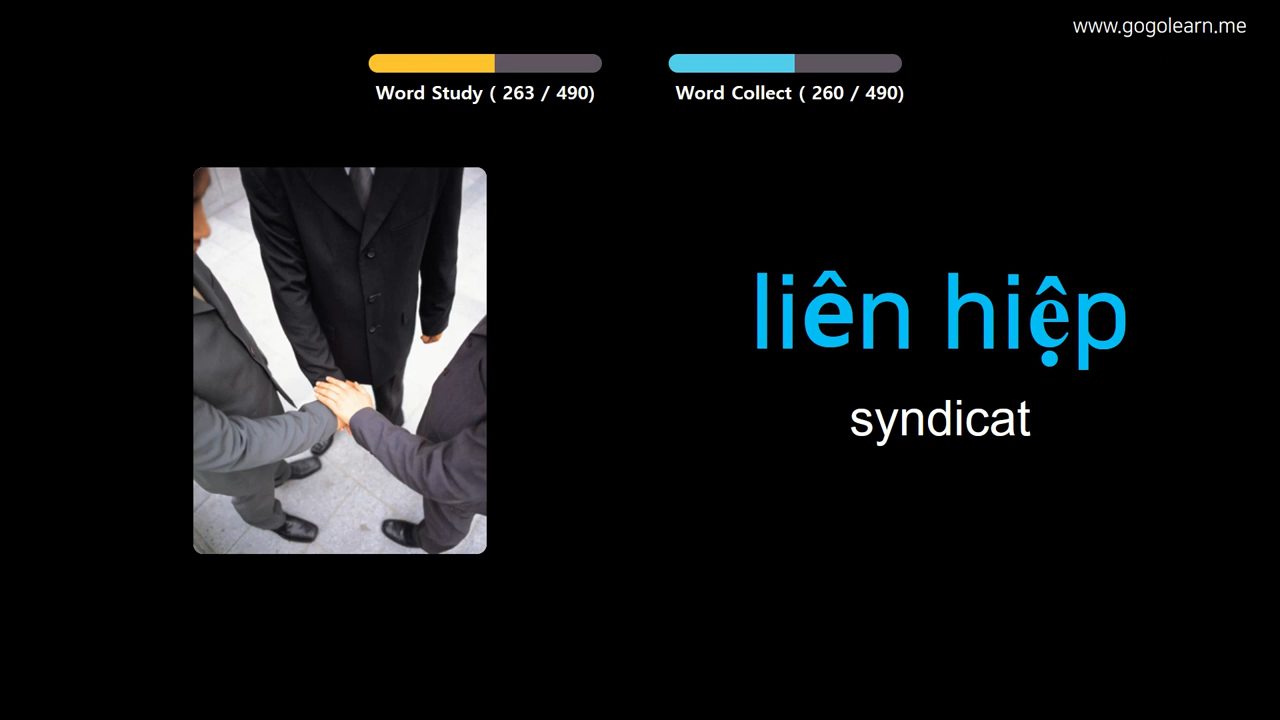 www.gogolearn.me
Word Study ( 263 / 490)
Word Collect ( 260 / 490)
liên hiệp
syndicat